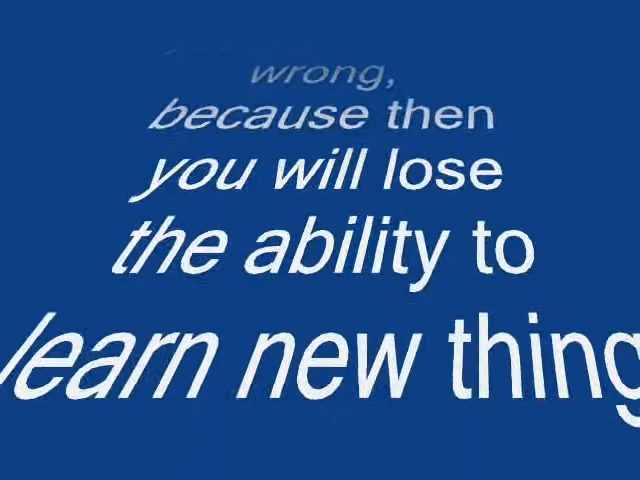 wrong,
because then
you will lose
the ability to
learn new thing